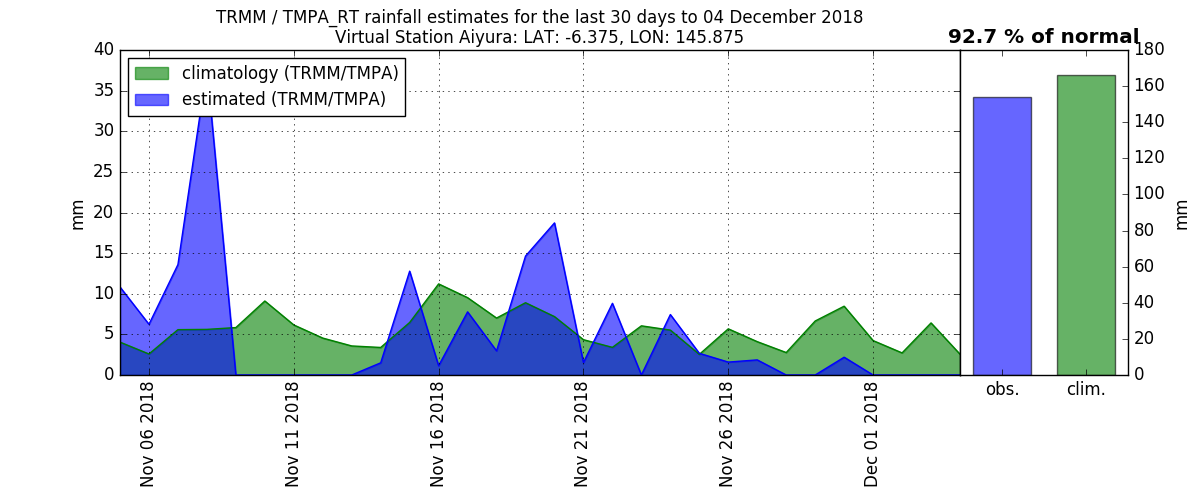 TRMM / TMPA_RT rainfall estimates for the last 30 days to 04 December 2018
Virtual Station Aiyura: LAT: -6.375, LON: 145.875
92.7 % of normal
climatology (TRMM/TMPA)
estimated (TRMM/TMPA)
40
35
30
25
20
15
10
5
0
mm
Nov 06 2018
Nov 11 2018
Nov 16 2018
Nov 21 2018
Nov 26 2018
Dec 01 2018
180
160
140
120
100
80
60
40
20
0
mm
obs.
clim.